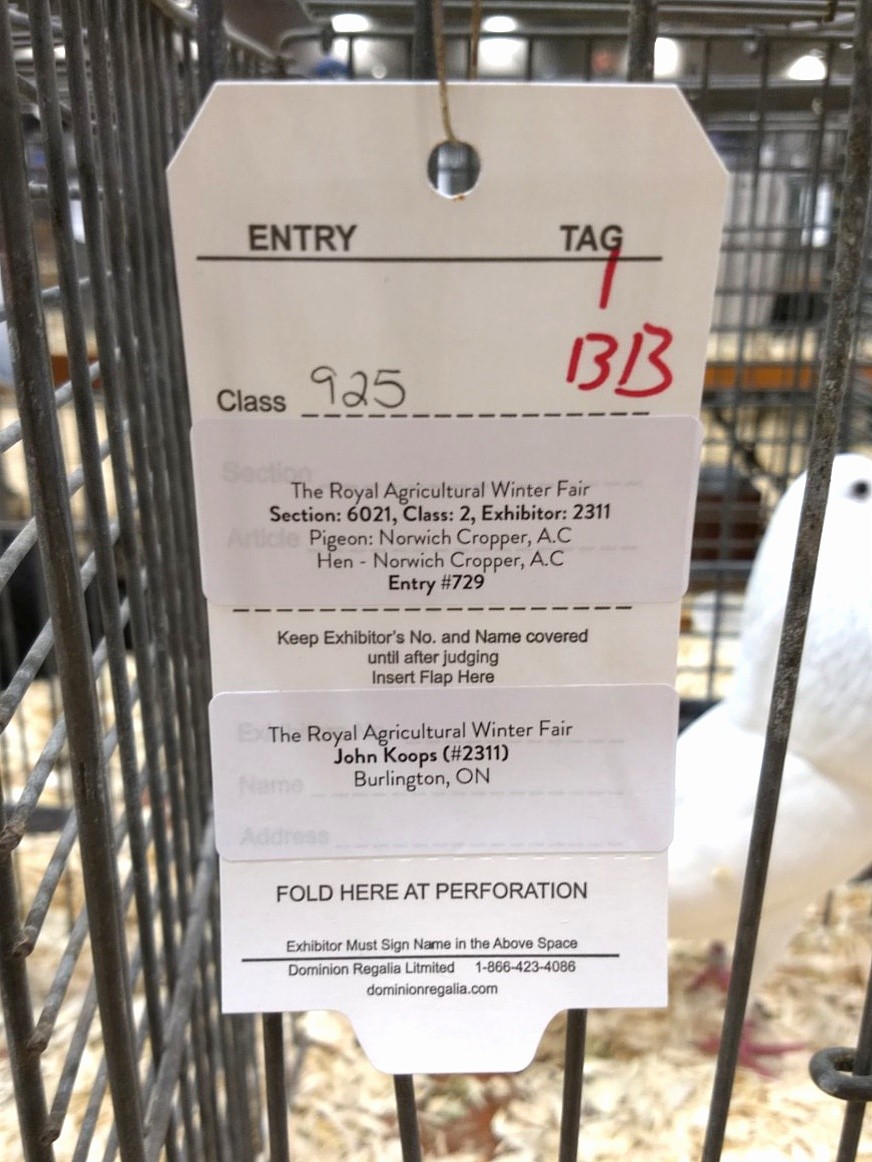 ENTRY TAG
1
BB
Class 925
Section
The Royal Agricultural Winter Fair
Section: 6021, Class: 2, Exhibitor: 2311
Article
Pigeon: Norwich Cropper, A.C
Hen - Norwich Cropper, A.C
Entry #729
Keep Exhibitor's No. and Name covered
until after judging
Insert Flap Here
The Royal Agricultural Winter Fair
John Koops (#2311)
Burlington, ON
Name
Address
FOLD HERE AT PERFORATION
Exhibitor Must Sign Name in the Above Space
Dominion Regalia Litmited 1-866-423-4086
dominionregalia.com